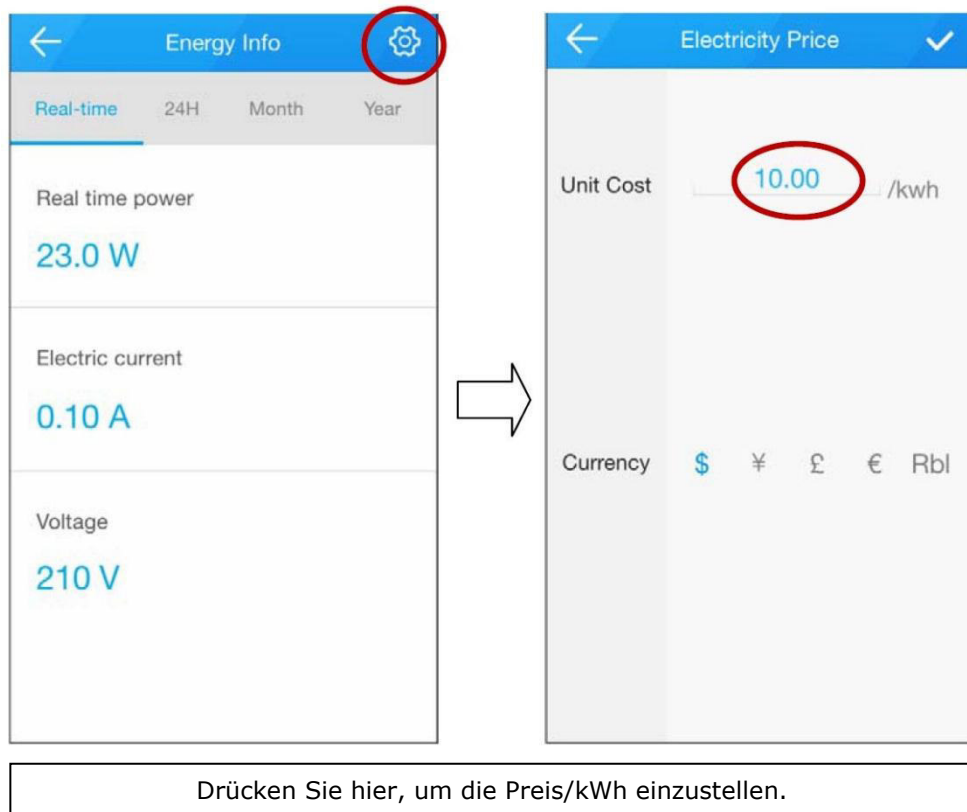 Energy Info
Real-time 24H Month Year
Real time power
23.0 W
Electric current
0.10 A
Voltage
210 V
Electricity Price
Unit Cost 10.00 /kwh
Currency $ ¥ £ € Rbl
Drücken Sie hier, um die Preis/kWh einzustellen.